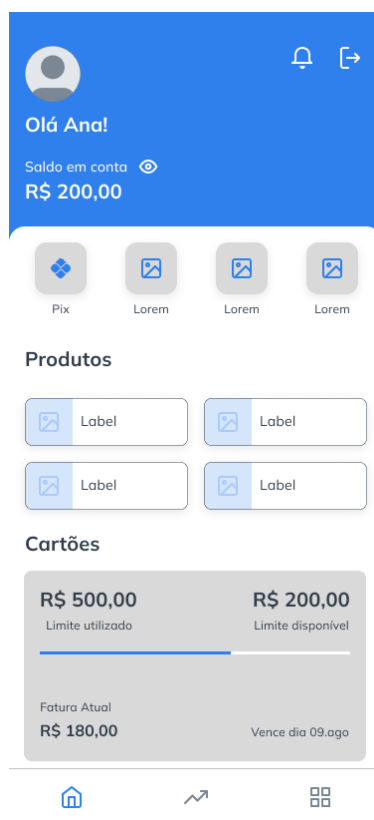 Olá Ana!
Saldo em conta
R$ 200,00
Pix Lorem Lorem Lorem
Produtos
Label Label
Label Label
Cartões
R$ 500,00 R$ 200,00
Limite utilizado Limite disponível
Fatura Atual
R$ 180,00 Vence dia 09.ago